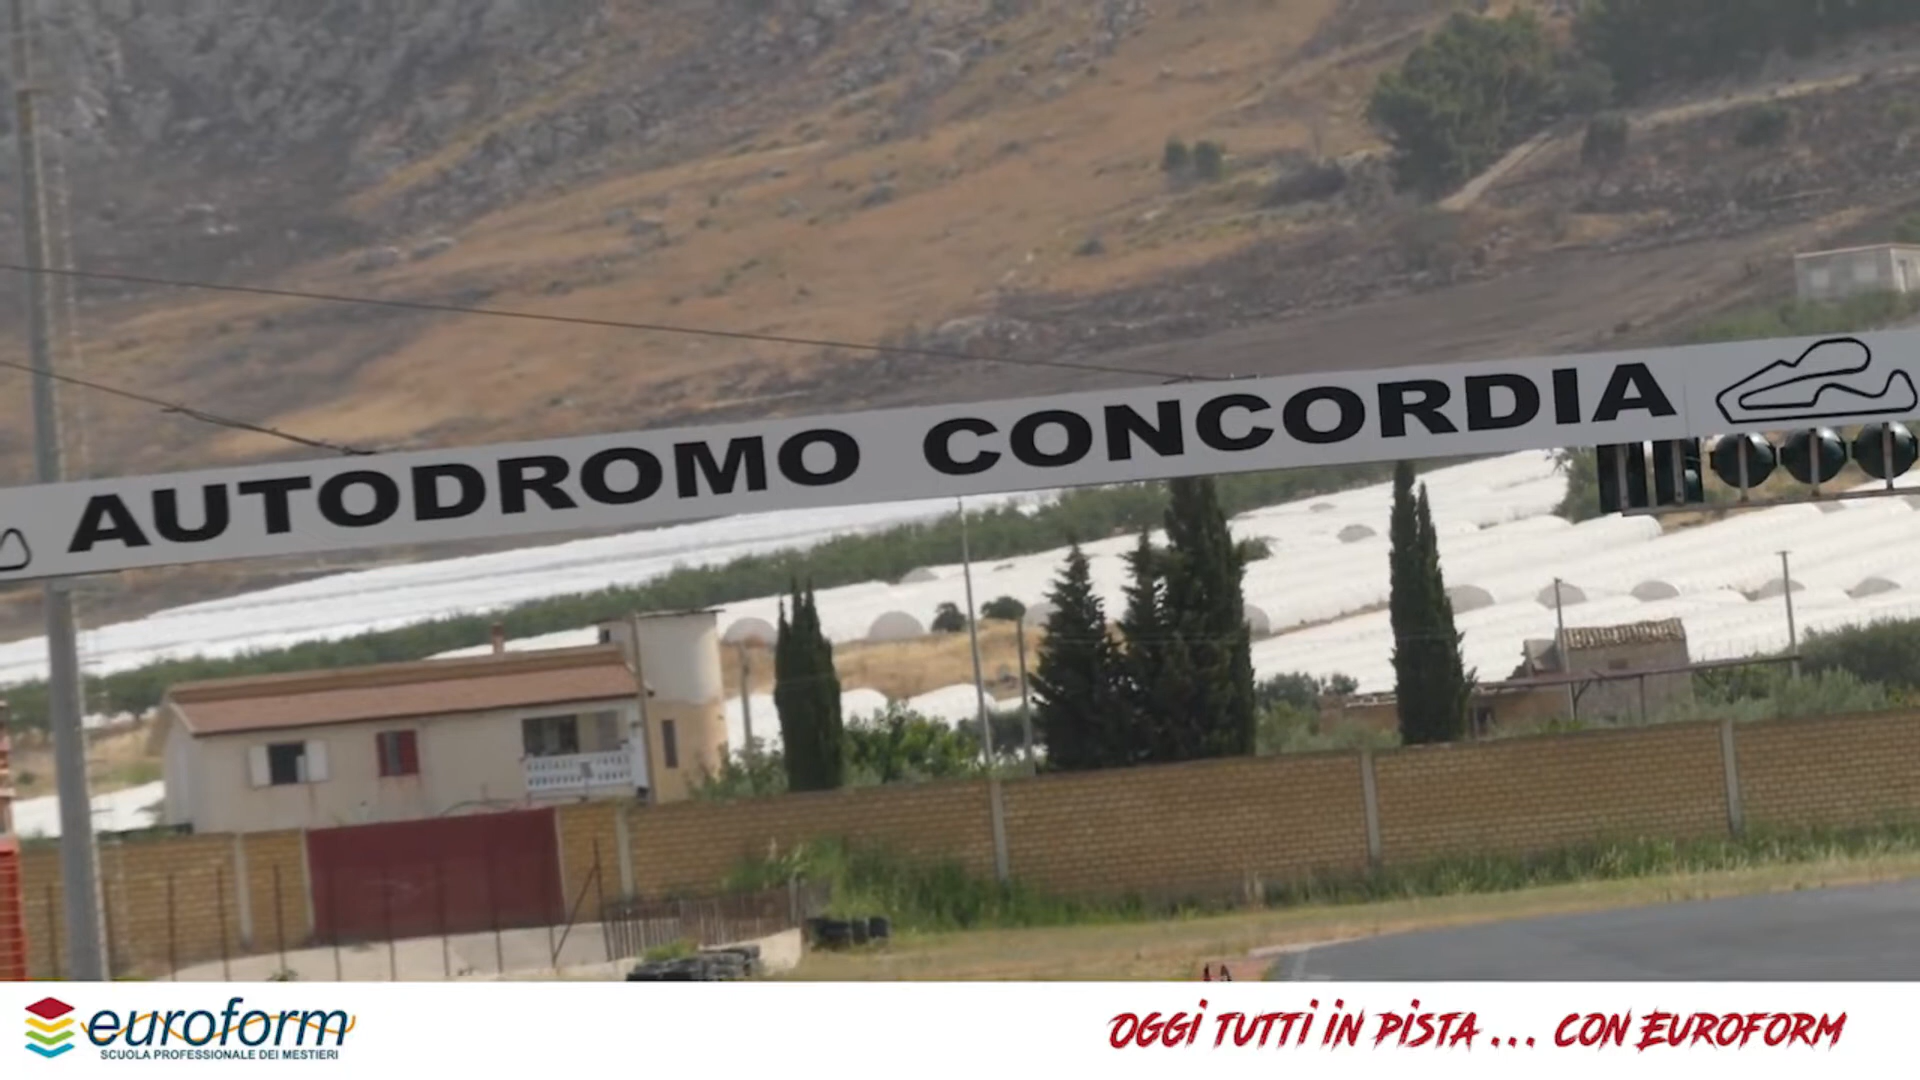 AUTODROMO CONCORDIA
euroform
SCUOLA PROFESSIONALE DEI MESTIERI
OGGI TUTTI IN PISTA ... CON EUROFORM